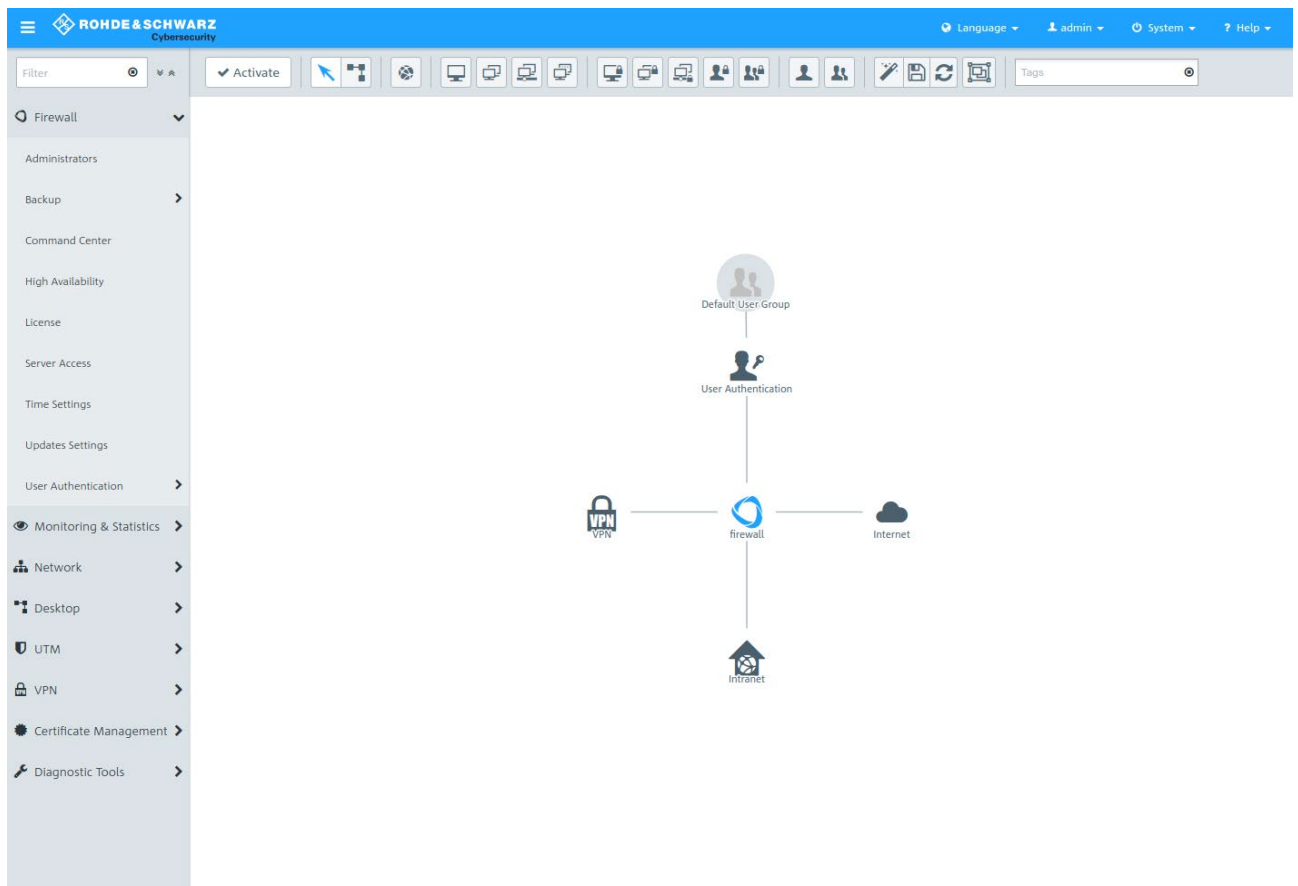 ROHDE & SCHWARZ
Cybersecurity
Language
admin
System
? Help
Filter
Activate
Tags
Firewall
Administrators
Backup
Command Center
High Availability
License
Server Access
Time Settings
Updates Settings
User Authentication
Monitoring & Statistics
Network
Desktop
UTM
VPN
Certificate Management
Diagnostic Tools
Default User Group
User Authentication
VPN
VPN
firewall
Internet
Intranet